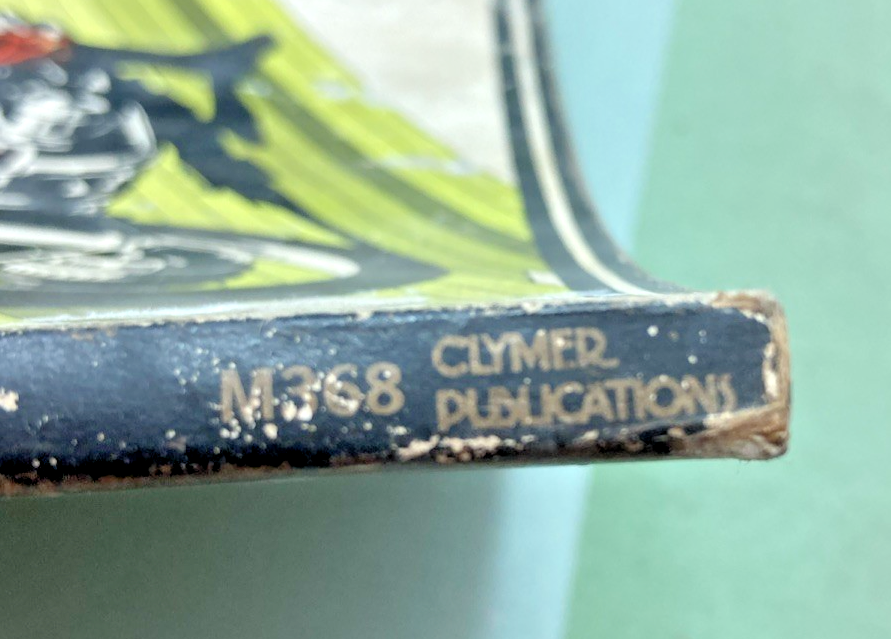 M368
CLYMER
PUBLICATIONS